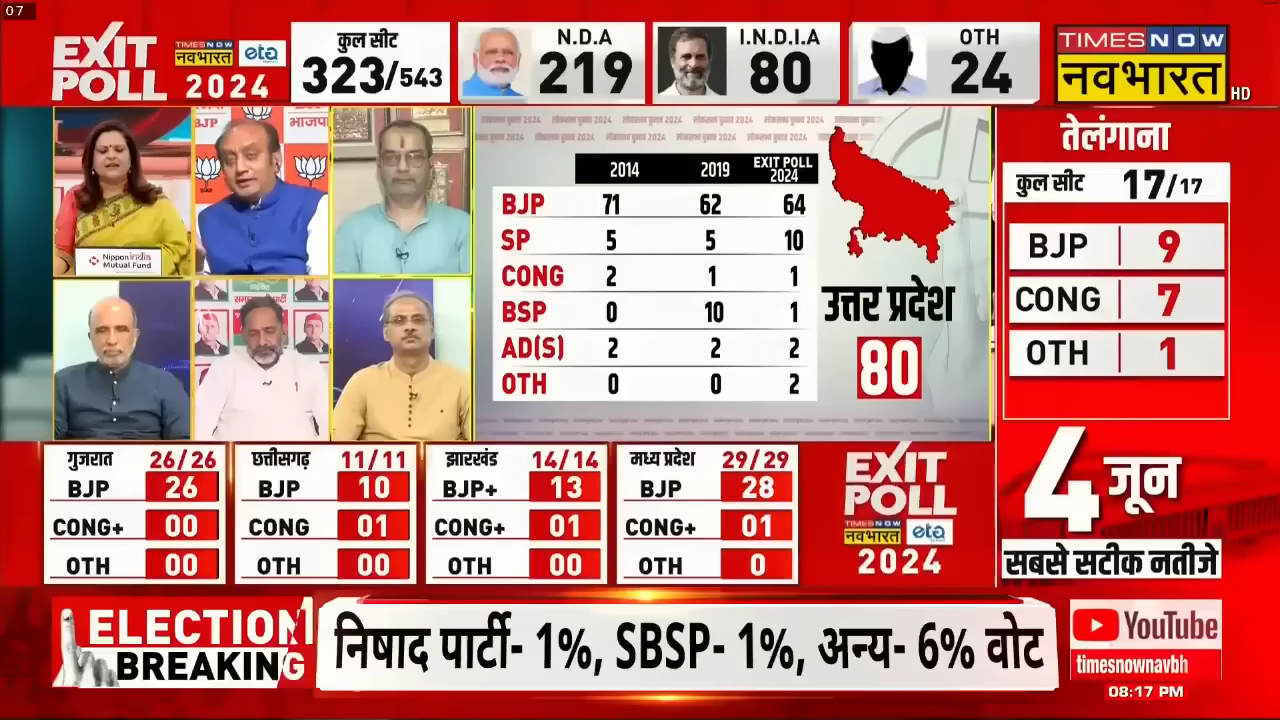 07
EXIT POLL
TIMES NOW नवभारत eta
2024
कुल सीट
323/543
N.D.A
219
I.N.D.I.A
80
OTH
24
TIMES NOW
नवभारत
HD
BJP
भाजपा
Nippon india
Mutual Fund
लोकसभा चुनाव 2024
2014 2019 EXIT POLL 2024
BJP 71 62 64
SP 5 5 10
CONG 2 1 1
BSP 0 10 1
AD(S) 2 2 2
OTH 0 0 2
उत्तर प्रदेश
80
तेलंगाना
कुल सीट 17/17
BJP 9
CONG 7
OTH 1
4 जून
सबसे सटीक नतीजे
गुजरात 26/26
BJP 26
CONG+ 00
OTH 00
छत्तीसगढ़ 11/11
BJP 10
CONG 01
OTH 00
झारखंड 14/14
BJP+ 13
CONG+ 01
OTH 00
मध्य प्रदेश 29/29
BJP 28
CONG+ 01
OTH 0
EXIT POLL
TIMES NOW नवभारत eta
2024
ELECTION
BREAKING
निषाद पार्टी- 1%, SBSP- 1%, अन्य- 6% वोट
YouTube
timesnownavbh
08:17 PM